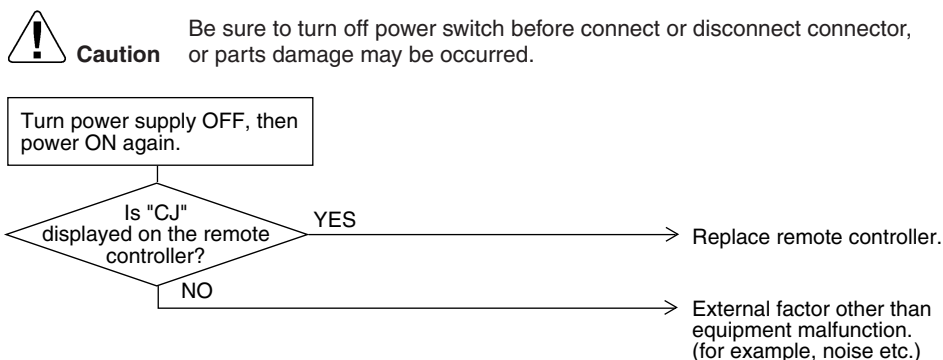 Be sure to turn off power switch before connect or disconnect connector,
Caution or parts damage may be occurred.
Turn power supply OFF, then
power ON again.
Is "CJ"
displayed on the remote
controller?
YES
Replace remote controller.
NO
External factor other than
equipment malfunction.
(for example, noise etc.)